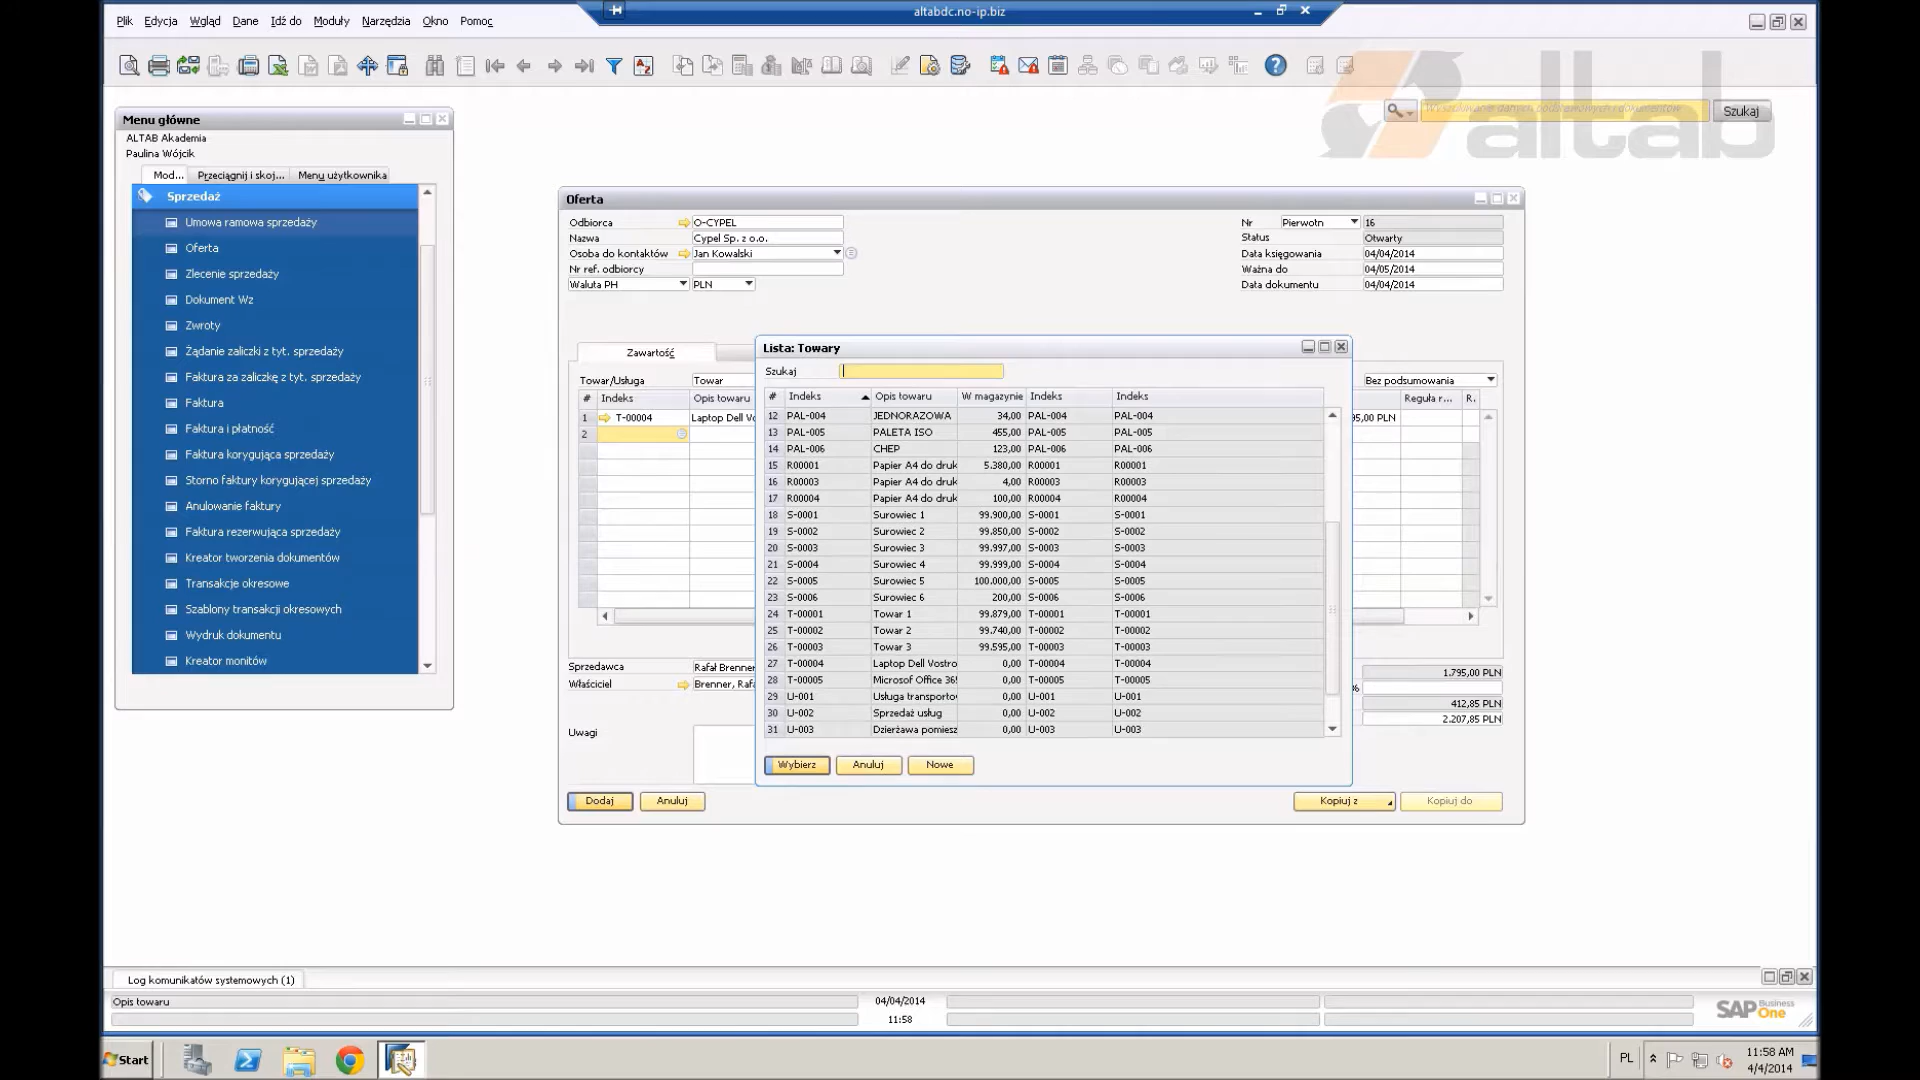 altabdc.no-ip.biz
Plik Edycja Wgląd Dane Idź do Moduły Narzędzia Okno Pomoc
altab
Szukaj
Menu główne
ALTAB Akademia
Paulina Wójcik
Mod... Przeciągnij i skoj... Menu użytkownika
Sprzedaż
Umowa ramowa sprzedaży
Oferta
Zlecenie sprzedaży
Dokument Wz
Zwroty
Żądanie zaliczki z tyt. sprzedaży
Faktura za zaliczkę z tyt. sprzedaży
Faktura
Faktura i płatność
Faktura korygująca sprzedaży
Storno faktury korygującej sprzedaży
Anulowanie faktury
Faktura rezerwująca sprzedaży
Kreator tworzenia dokumentów
Transakcje okresowe
Szablony transakcji okresowych
Wydruk dokumentu
Kreator monitów
Oferta
Odbiorca O-CYPEL
Nazwa Cypel Sp. z o.o.
Osoba do kontaktów Jan Kowalski
Nr ref. odbiorcy
Waluta PH PLN
Nr Pierwotn 16
Status Otwarty
Data księgowania 04/04/2014
Ważna do 04/05/2014
Data dokumentu 04/04/2014
Zawartość
Towar/Usługa Towar
Bez podsumowania
# Indeks Opis towaru
Reguła r... R.
1 T-00004 Laptop Dell Vo
95,00 PLN
2
Lista: Towary
Szukaj
# Indeks Opis towaru W magazynie Indeks Indeks
12 PAL-004 JEDNORAZOWA 34,00 PAL-004 PAL-004
13 PAL-005 PALETA ISO 455,00 PAL-005 PAL-005
14 PAL-006 CHEP 123,00 PAL-006 PAL-006
15 R00001 Papier A4 do druk 5.380,00 R00001 R00001
16 R00003 Papier A4 do druk 4,00 R00003 R00003
17 R00004 Papier A4 do druk 100,00 R00004 R00004
18 S-0001 Surowiec 1 99.900,00 S-0001 S-0001
19 S-0002 Surowiec 2 99.850,00 S-0002 S-0002
20 S-0003 Surowiec 3 99.997,00 S-0003 S-0003
21 S-0004 Surowiec 4 99.999,00 S-0004 S-0004
22 S-0005 Surowiec 5 100.000,00 S-0005 S-0005
23 S-0006 Surowiec 6 200,00 S-0006 S-0006
24 T-00001 Towar 1 99.879,00 T-00001 T-00001
25 T-00002 Towar 2 99.740,00 T-00002 T-00002
26 T-00003 Towar 3 99.595,00 T-00003 T-00003
27 T-00004 Laptop Dell Vostro 0,00 T-00004 T-00004
28 T-00005 Microsof Office 365 0,00 T-00005 T-00005
29 U-001 Usługa transporto 0,00 U-001 U-001
30 U-002 Sprzedaż usług 0,00 U-002 U-002
31 U-003 Dzierżawa pomiesz 0,00 U-003 U-003
Wybierz Anuluj Nowe
Sprzedawca Rafał Brenner
Właściciel Brenner, Rafa
Uwagi
1.795,00 PLN
%
412,85 PLN
2.207,85 PLN
Dodaj Anuluj
Kopiuj z Kopiuj do
Log komunikatów systemowych (1)
Opis towaru
04/04/2014
11:58
SAP Business One
Start
PL
11:58 AM
4/4/2014